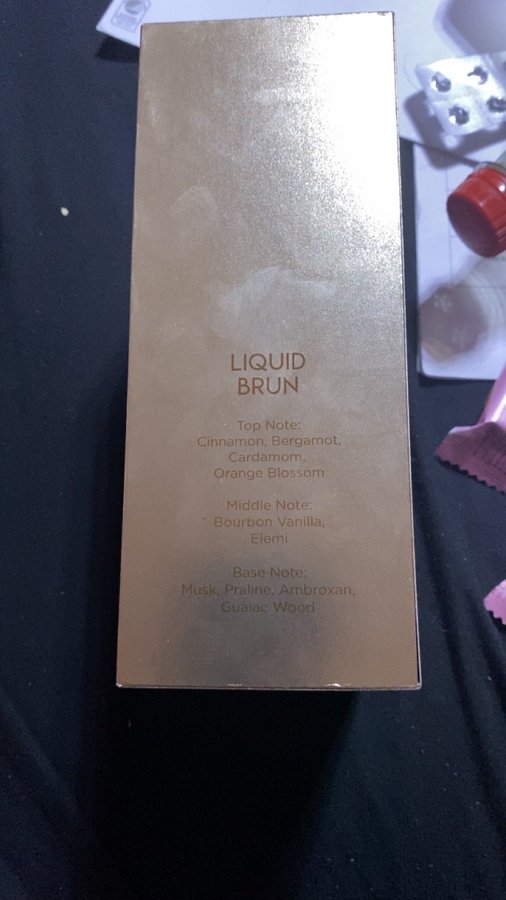 LIQUID
BRUN
Top Note:
Cinnamon, Bergamot,
Cardamom,
Orange Blossom
Middle Note:
Bourbon Vanilla,
Elemi
Base Note:
Musk, Praline, Ambroxan,
Guaiac Wood